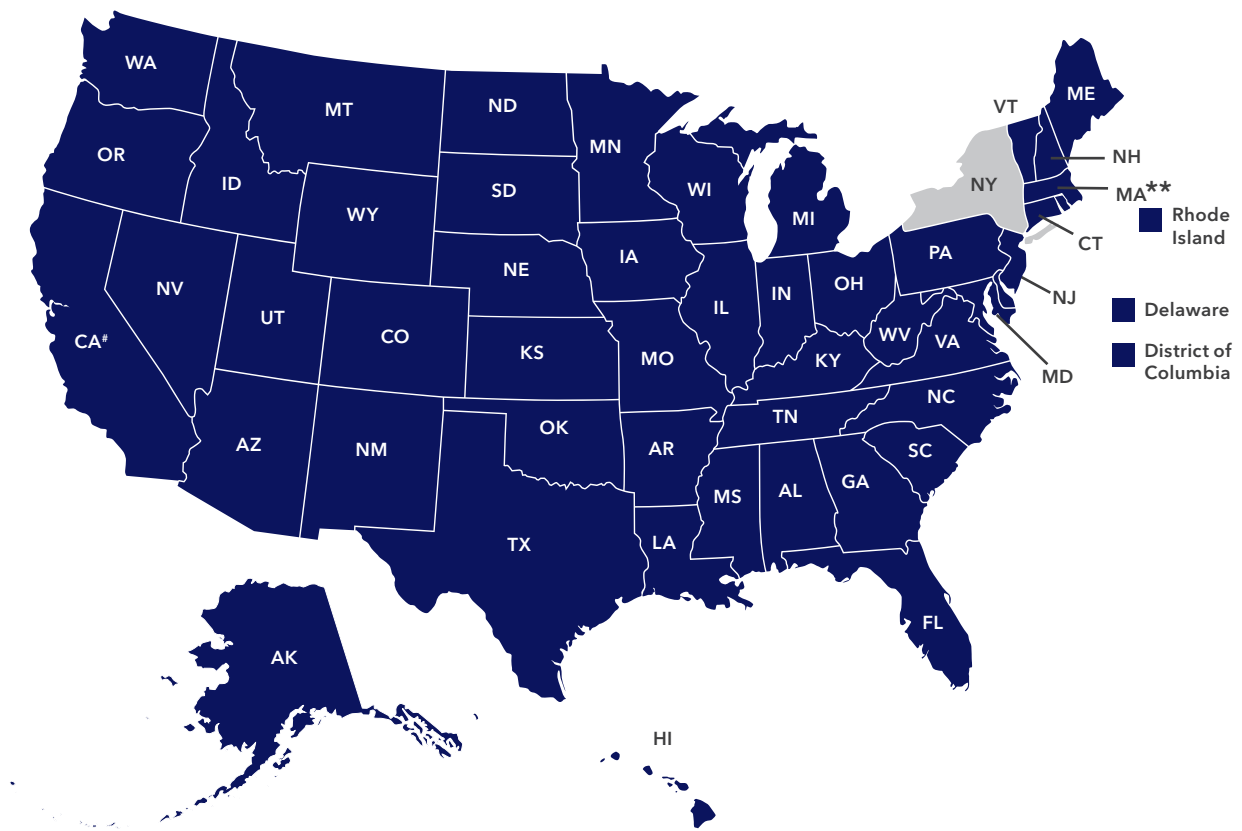 WA
MT
ND
MN
ME
VT
OR
ID
SD
WI
MI
NY
NH
MA**
WY
Rhode
Island
CT
NV
NE
IA
PA
UT
CO
IL
IN
OH
NJ
Delaware
CA#
KS
MO
KY
WV
VA
District of
Columbia
MD
AZ
NM
OK
AR
TN
NC
SC
MS
AL
GA
TX
LA
FL
AK
HI